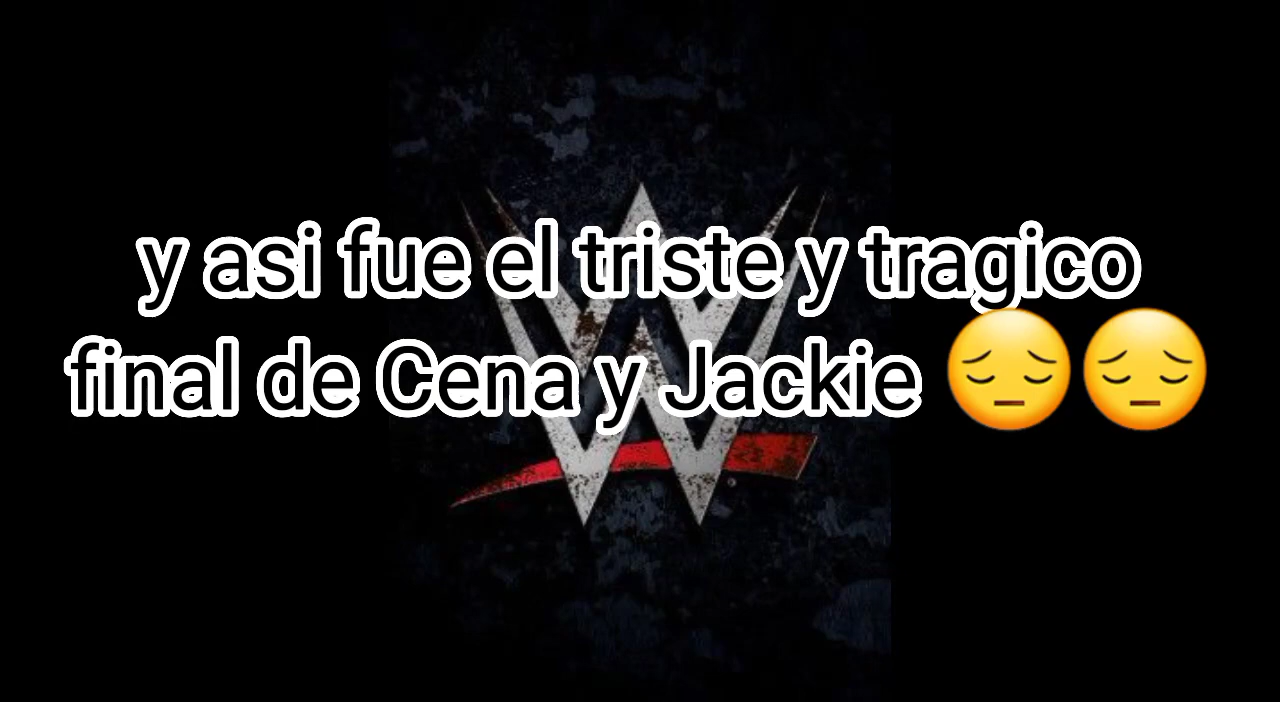 y asi fue el triste y tragico
final de Cena y Jackie 😔😔